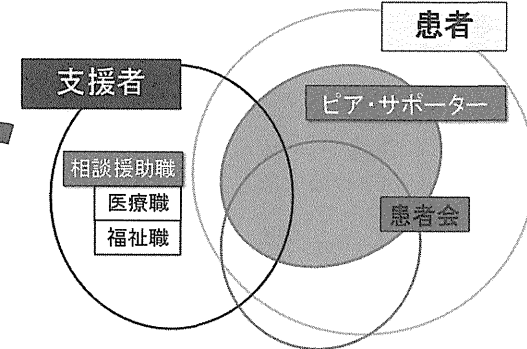 患者
支援者
ピア・サポーター
相談援助職
医療職
福祉職
患者会